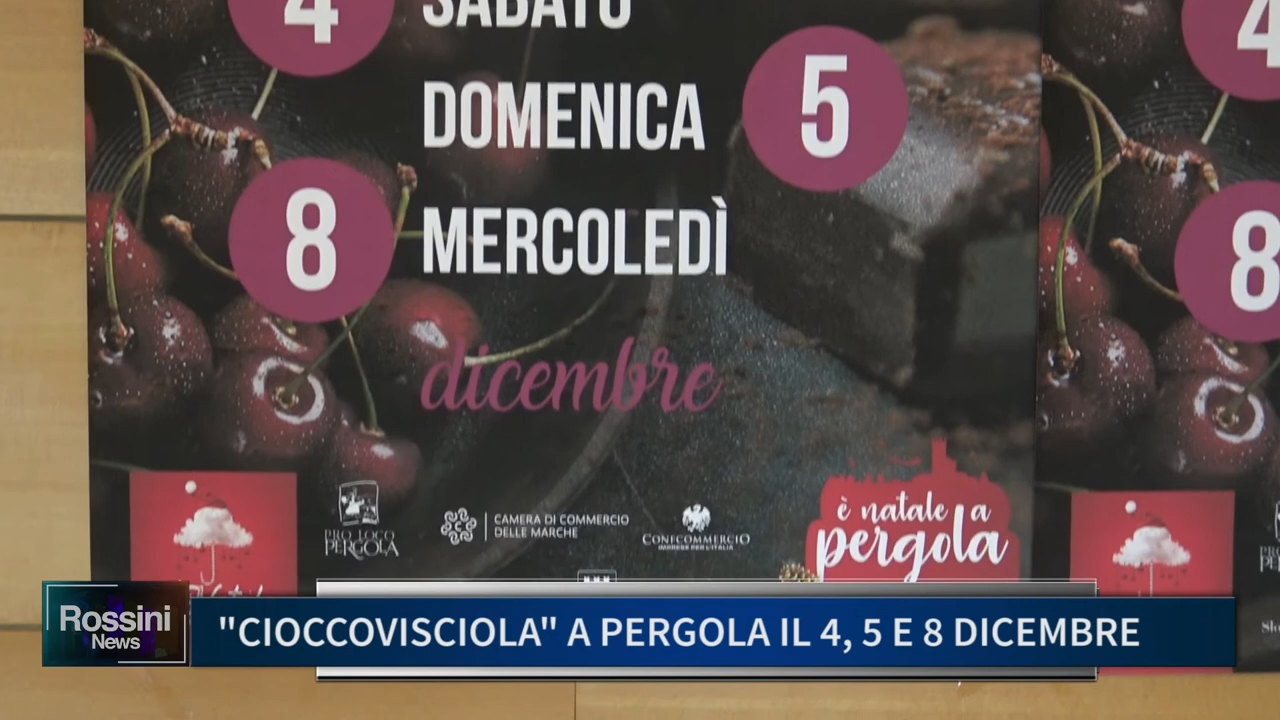 4 SABATO
DOMENICA 5
8 MERCOLEDÌ
dicembre
PRO LOCO
PERGOLA
CAMERA DI COMMERCIO
DELLE MARCHE
CONFCOMMERCIO
IMPRESE PER L'ITALIA
è natale a
pergola
4
8
Rossini
News
"CIOCCOVISCIOLA" A PERGOLA IL 4, 5 E 8 DICEMBRE